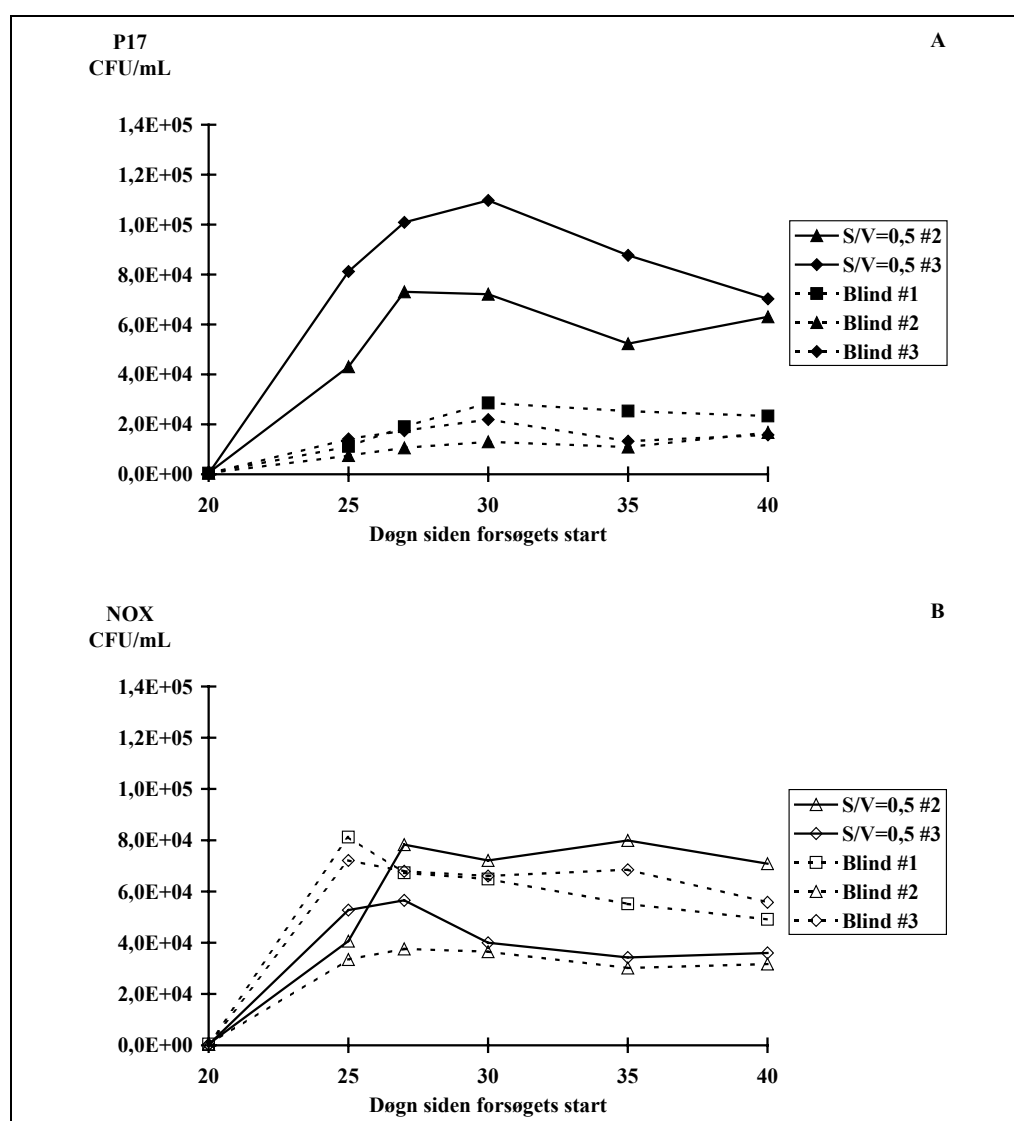 P17
A
CFU/mL
1,4E+05
1,2E+05
1,0E+05
8,0E+04
6,0E+04
4,0E+04
2,0E+04
0,0E+00
20 25 30 35 40
Døgn siden forsøgets start
S/V=0,5 #2
S/V=0,5 #3
Blind #1
Blind #2
Blind #3
NOX
B
CFU/mL
1,4E+05
1,2E+05
1,0E+05
8,0E+04
6,0E+04
4,0E+04
2,0E+04
0,0E+00
20 25 30 35 40
Døgn siden forsøgets start
S/V=0,5 #2
S/V=0,5 #3
Blind #1
Blind #2
Blind #3